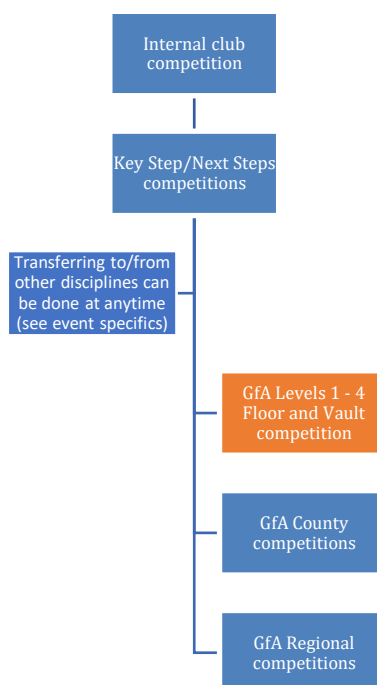 Internal club
competition
Key Step/Next Steps
competitions
Transferring to/from
other disciplines can
be done at anytime
(see event specifics)
GfA Levels 1 - 4
Floor and Vault
competition
GfA County
competitions
GfA Regional
competitions